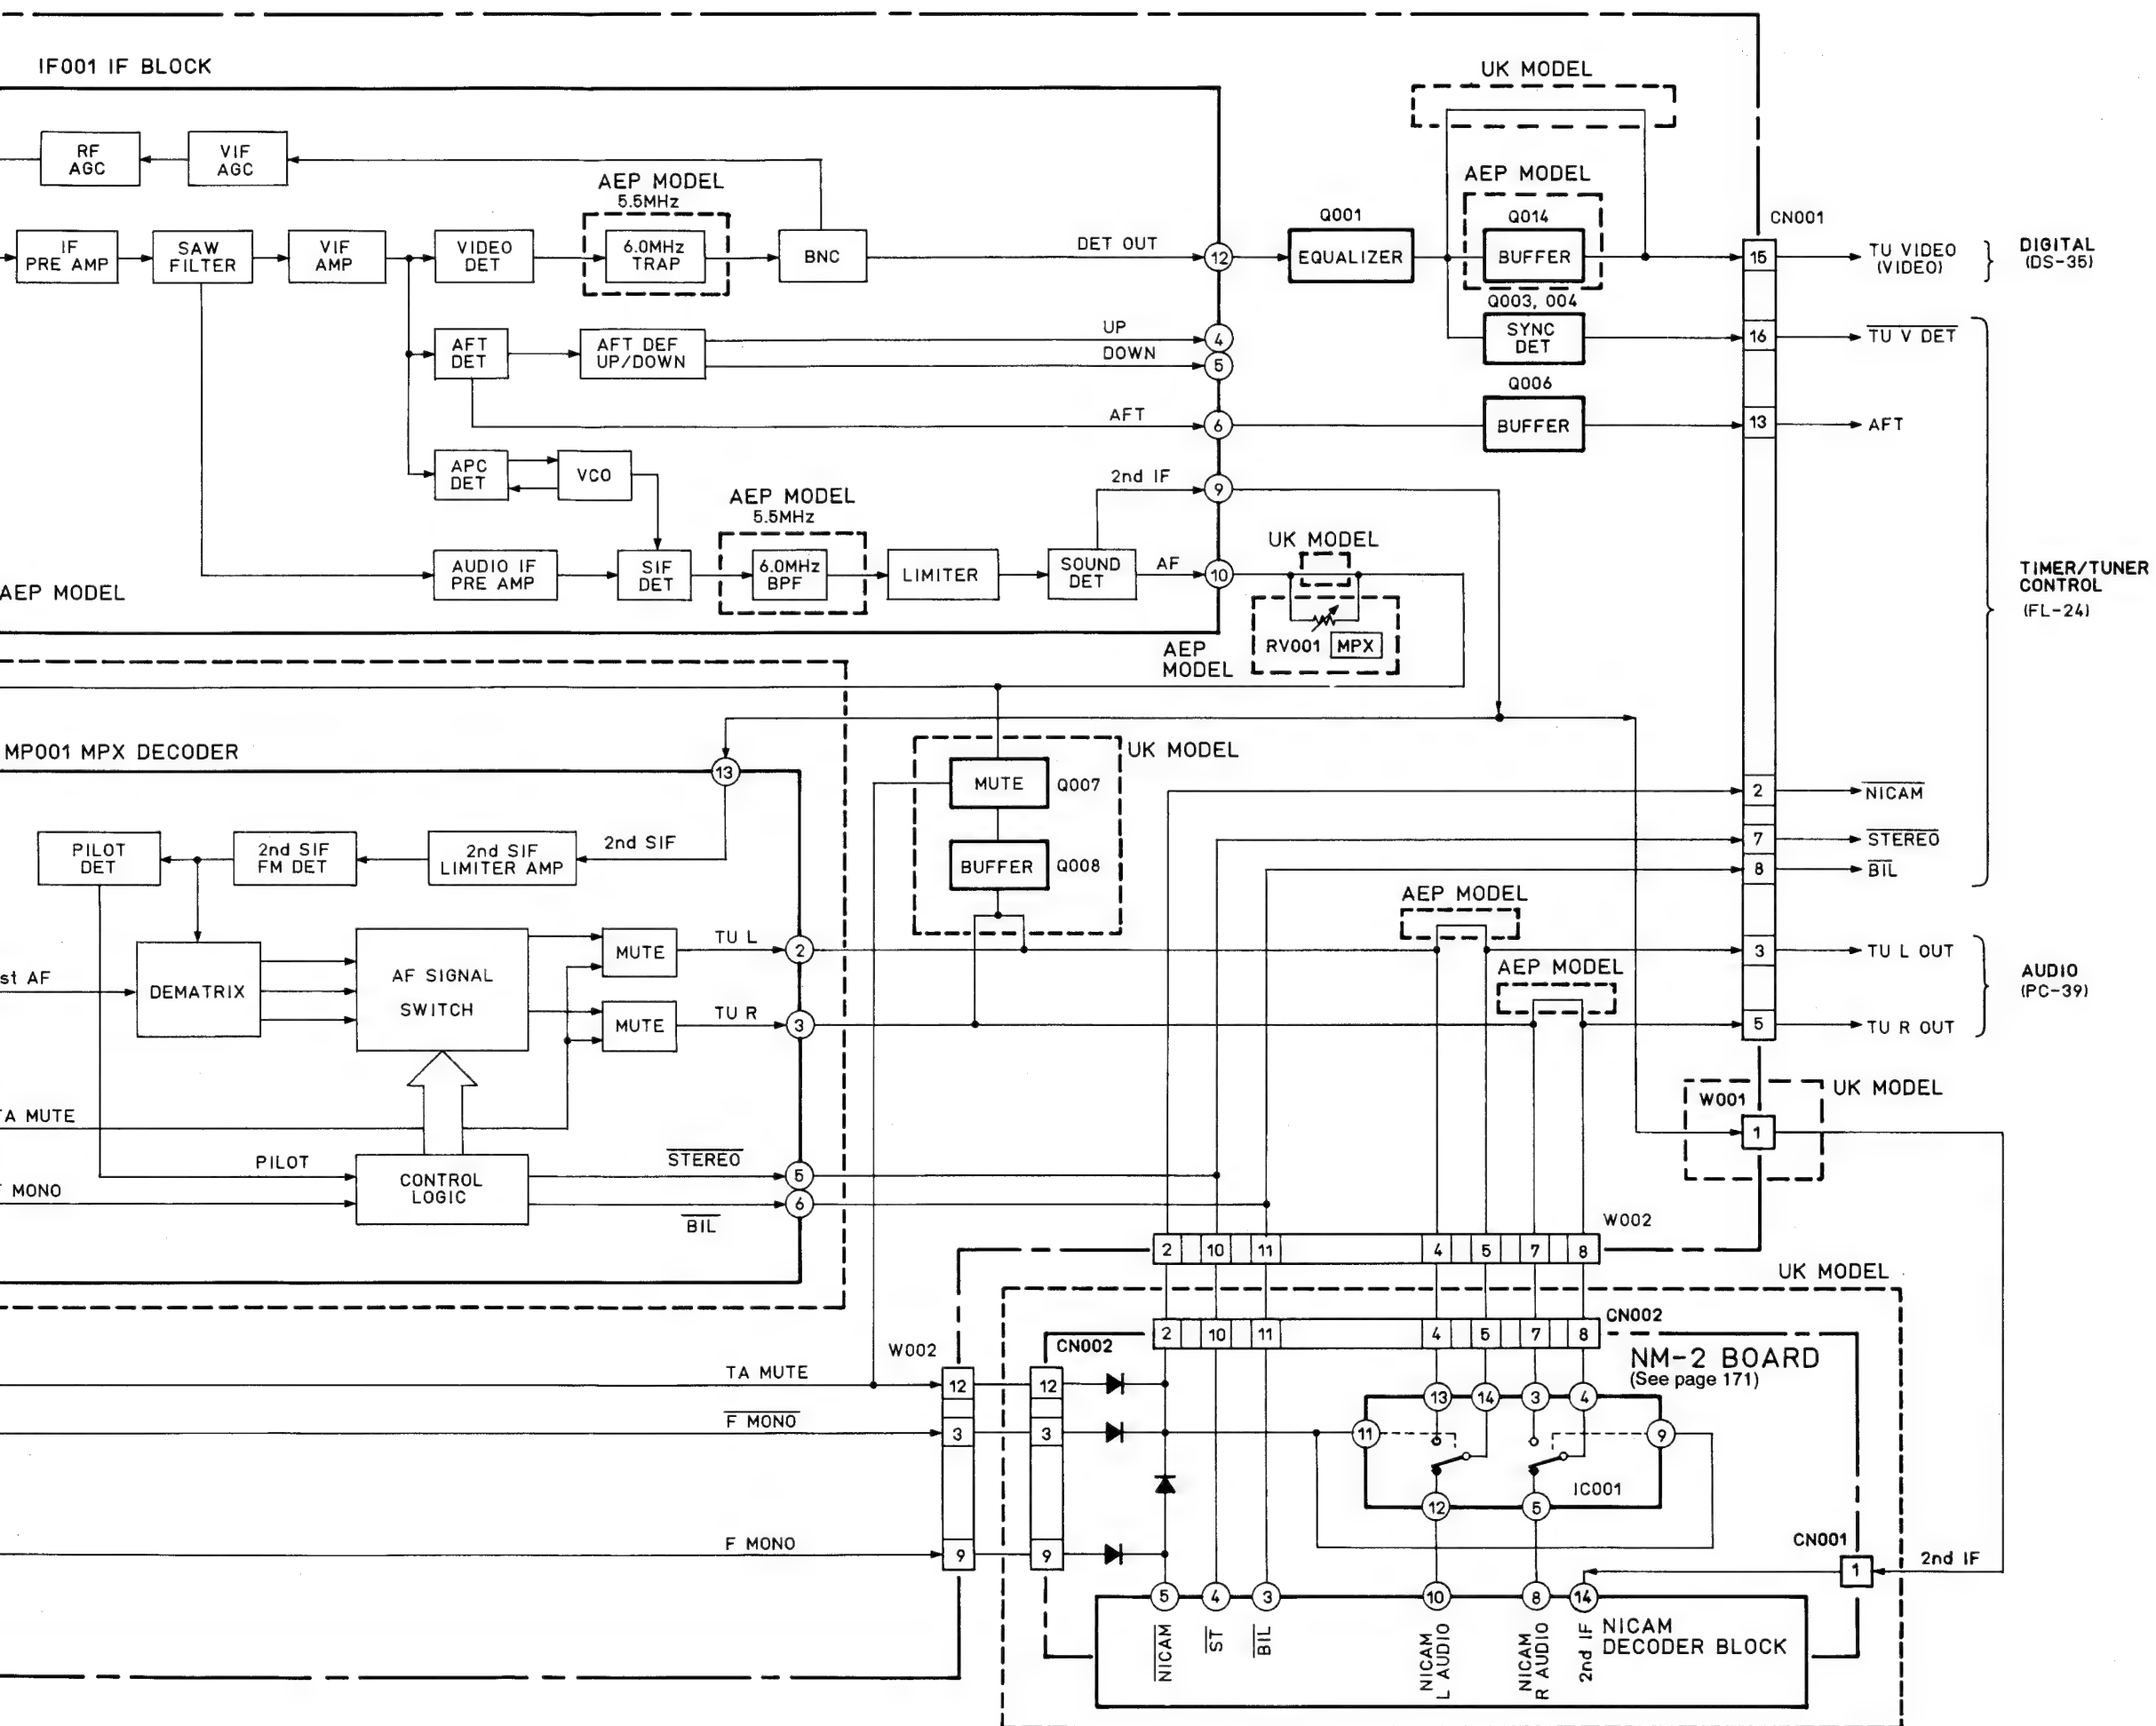 IF001 IF BLOCK
UK MODEL
RF
AGC
VIF
AGC
AEP MODEL
5.5MHz
AEP MODEL
Q001
Q014
CN001
IF
PRE AMP
SAW
FILTER
VIF
AMP
VIDEO
DET
6.0MHz
TRAP
BNC
DET OUT
12
EQUALIZER
BUFFER
15
TU VIDEO
(VIDEO)
DIGITAL
(DS-35)
Q003, 004
AFT
DET
AFT DEF
UP/DOWN
UP
4
DOWN
5
SYNC
DET
16
TU V DET
Q006
AFT
6
BUFFER
13
AFT
APC
DET
VCO
2nd IF
9
AEP MODEL
5.5MHz
UK MODEL
AUDIO IF
PRE AMP
SIF
DET
6.0MHz
BPF
LIMITER
SOUND
DET
AF
10
TIMER/TUNER
CONTROL
(FL-24)
AEP MODEL
RV001
MPX
AEP
MODEL
MP001 MPX DECODER
13
UK MODEL
MUTE
Q007
2
NICAM
PILOT
DET
2nd SIF
FM DET
2nd SIF
LIMITER AMP
2nd SIF
BUFFER
Q008
7
STEREO
8
BIL
AEP MODEL
st AF
DEMATRIX
AF SIGNAL
SWITCH
MUTE
TU L
2
3
TU L OUT
AEP MODEL
AUDIO
(PC-39)
MUTE
TU R
3
5
TU R OUT
UK MODEL
W001
1
TA MUTE
PILOT
MONO
CONTROL
LOGIC
STEREO
5
6
BIL
W002
2
10
11
4
5
7
8
UK MODEL
CN002
2
10
11
4
5
7
8
W002
CN002
NM-2 BOARD
(See page 171)
TA MUTE
12
12
13
14
3
4
F MONO
3
3
11
9
IC001
12
5
F MONO
9
9
CN001
1
2nd IF
5
4
3
10
8
14
NICAM
ST
BIL
NICAM
L AUDIO
NICAM
R AUDIO
2nd IF
NICAM
DECODER BLOCK